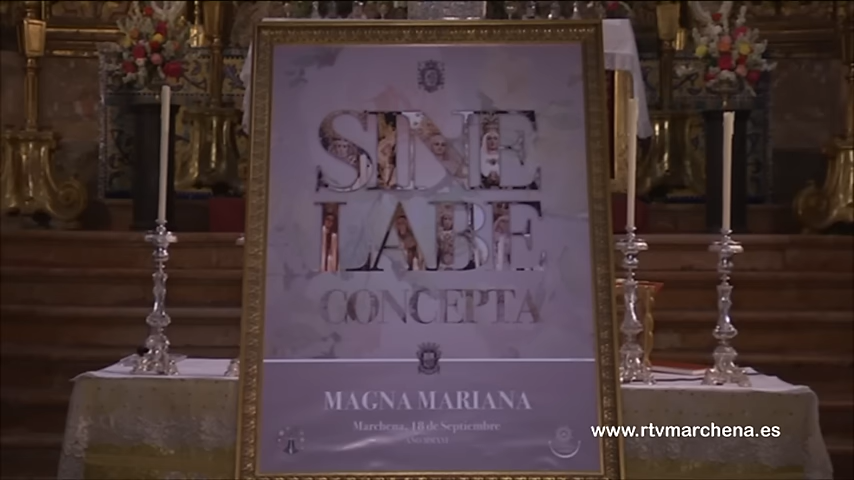 SINE
LABE
CONCEPTA
MAGNA MARIANA
Marchena, 18 de Septiembre
www.rtvmarchena.es